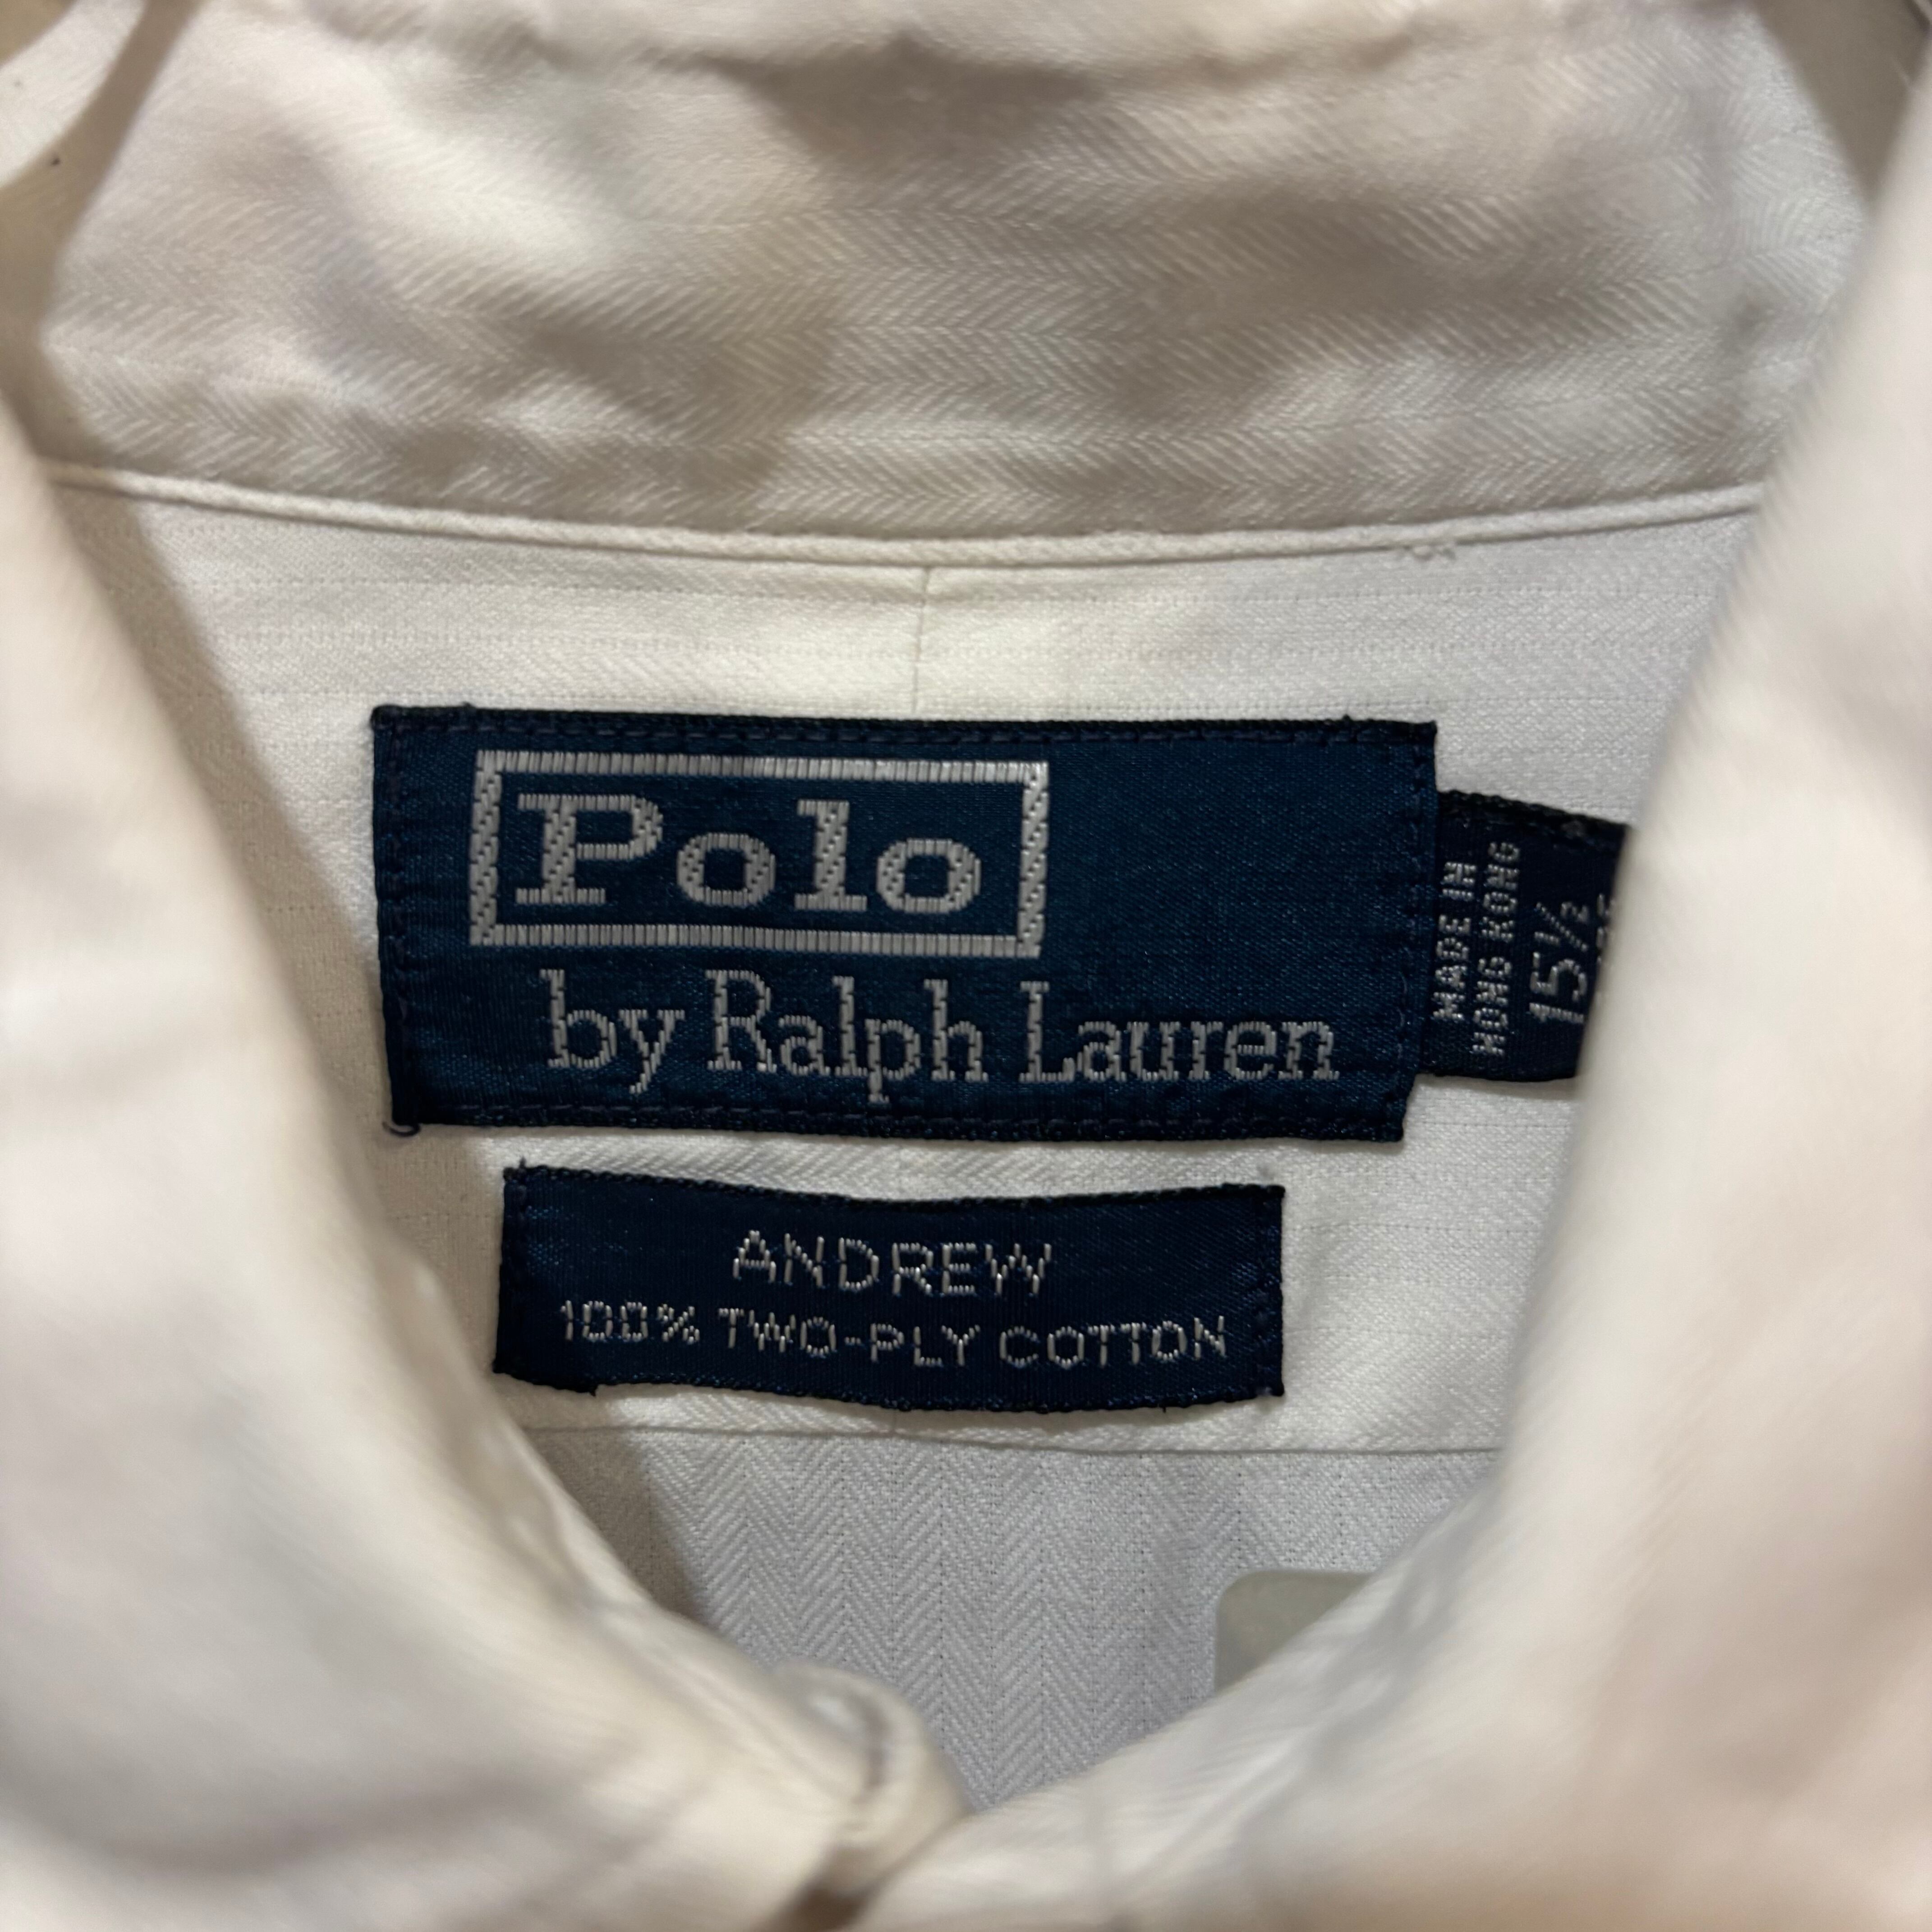 Polo
by Ralph Lauren
MADE IN
HONG KONG
15½
ANDREW
100% TWO-PLY COTTON